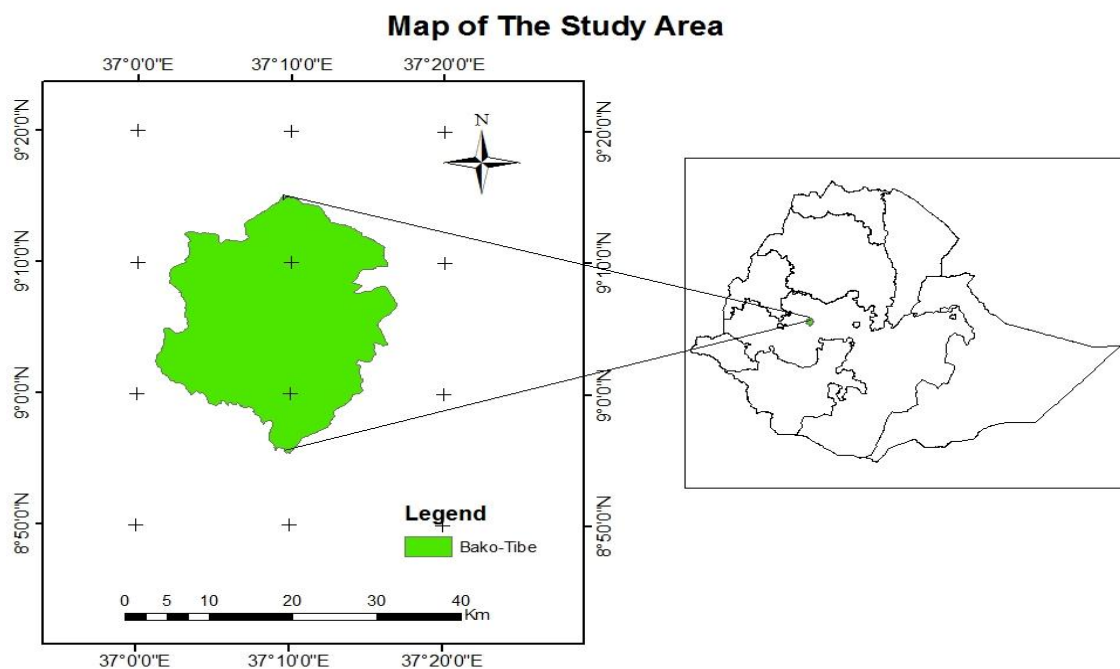 Map of The Study Area
37°0'0"E 37°10'0"E 37°20'0"E
9°20'0"N 9°20'0"N
N
9°10'0"N 9°10'0"N
9°0'0"N 9°0'0"N
8°50'0"N 8°50'0"N
Legend
Bako-Tibe
0 5 10 20 30 40
Km
37°0'0"E 37°10'0"E 37°20'0"E